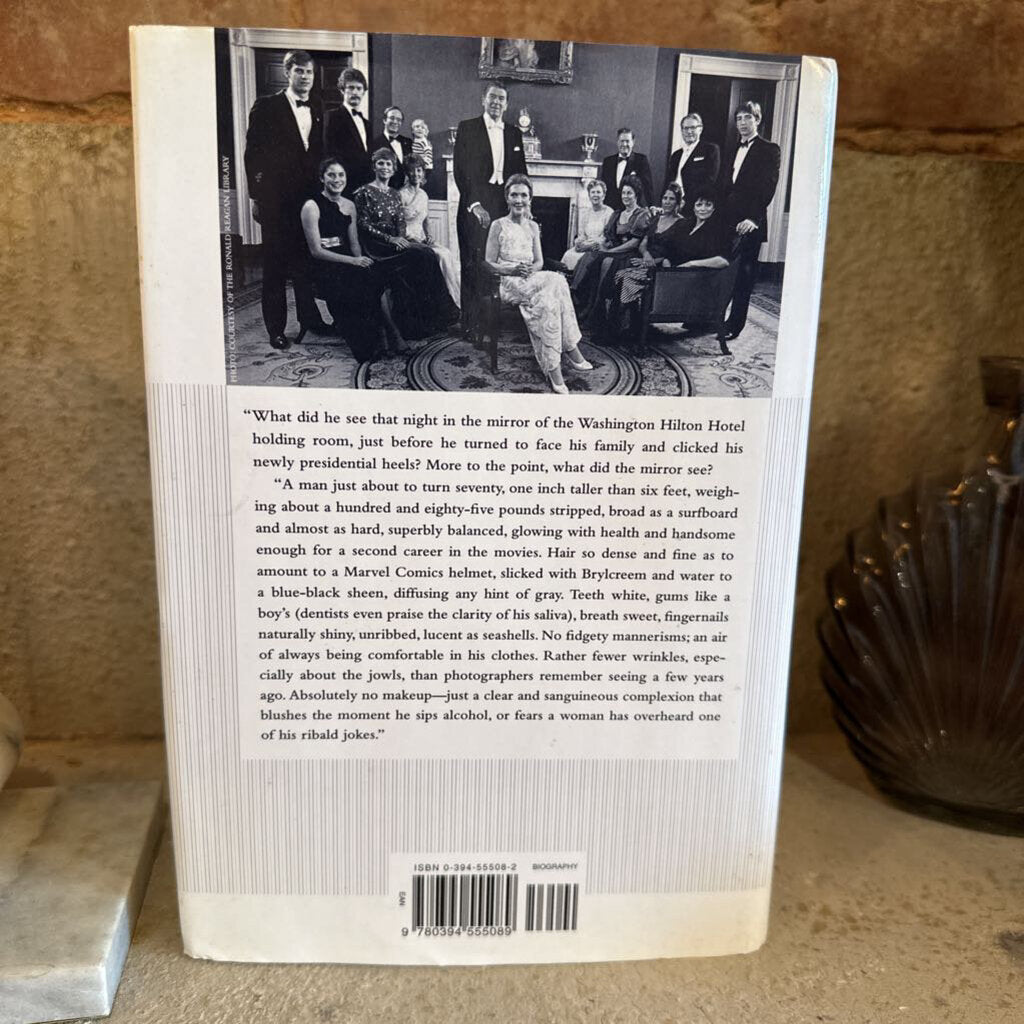 PHOTO: COURTESY OF THE RONALD REAGAN LIBRARY
“What did he see that night in the mirror of the Washington Hilton Hotel
holding room, just before he turned to face his family and clicked his
newly presidential heels? More to the point, what did the mirror see?
“A man just about to turn seventy, one inch taller than six feet, weigh-
ing about a hundred and eighty-five pounds stripped, broad as a surfboard
and almost as hard, superbly balanced, glowing with health and handsome
enough for a second career in the movies. Hair so dense and fine as to
amount to a Marvel Comics helmet, slicked with Brylcreem and water to
a blue-black sheen, diffusing any hint of gray. Teeth white, gums like a
boy’s (dentists even praise the clarity of his saliva), breath sweet, fingernails
naturally shiny, unribbed, lucent as seashells. No fidgety mannerisms; an air
of always being comfortable in his clothes. Rather fewer wrinkles, espe-
cially about the jowls, than photographers remember seeing a few years
ago. Absolutely no makeup—just a clear and sanguineous complexion that
blushes the moment he sips alcohol, or fears a woman has overheard one
of his ribald jokes.”
ISBN 0-394-55508-2 BIOGRAPHY
EAN
9 780394 555089